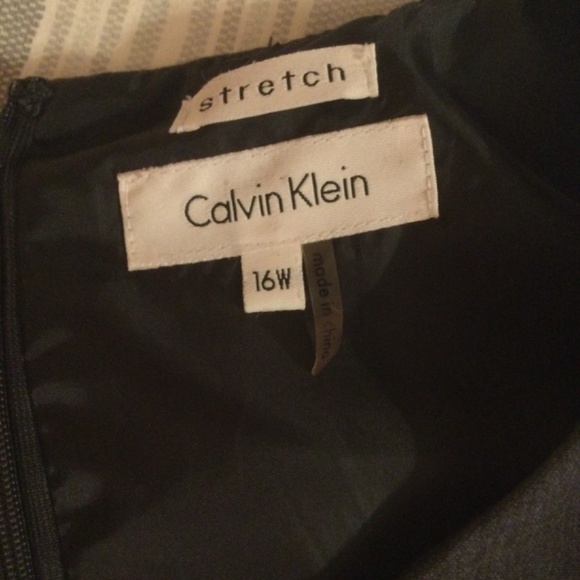 stretch
Calvin Klein
16W
made in china